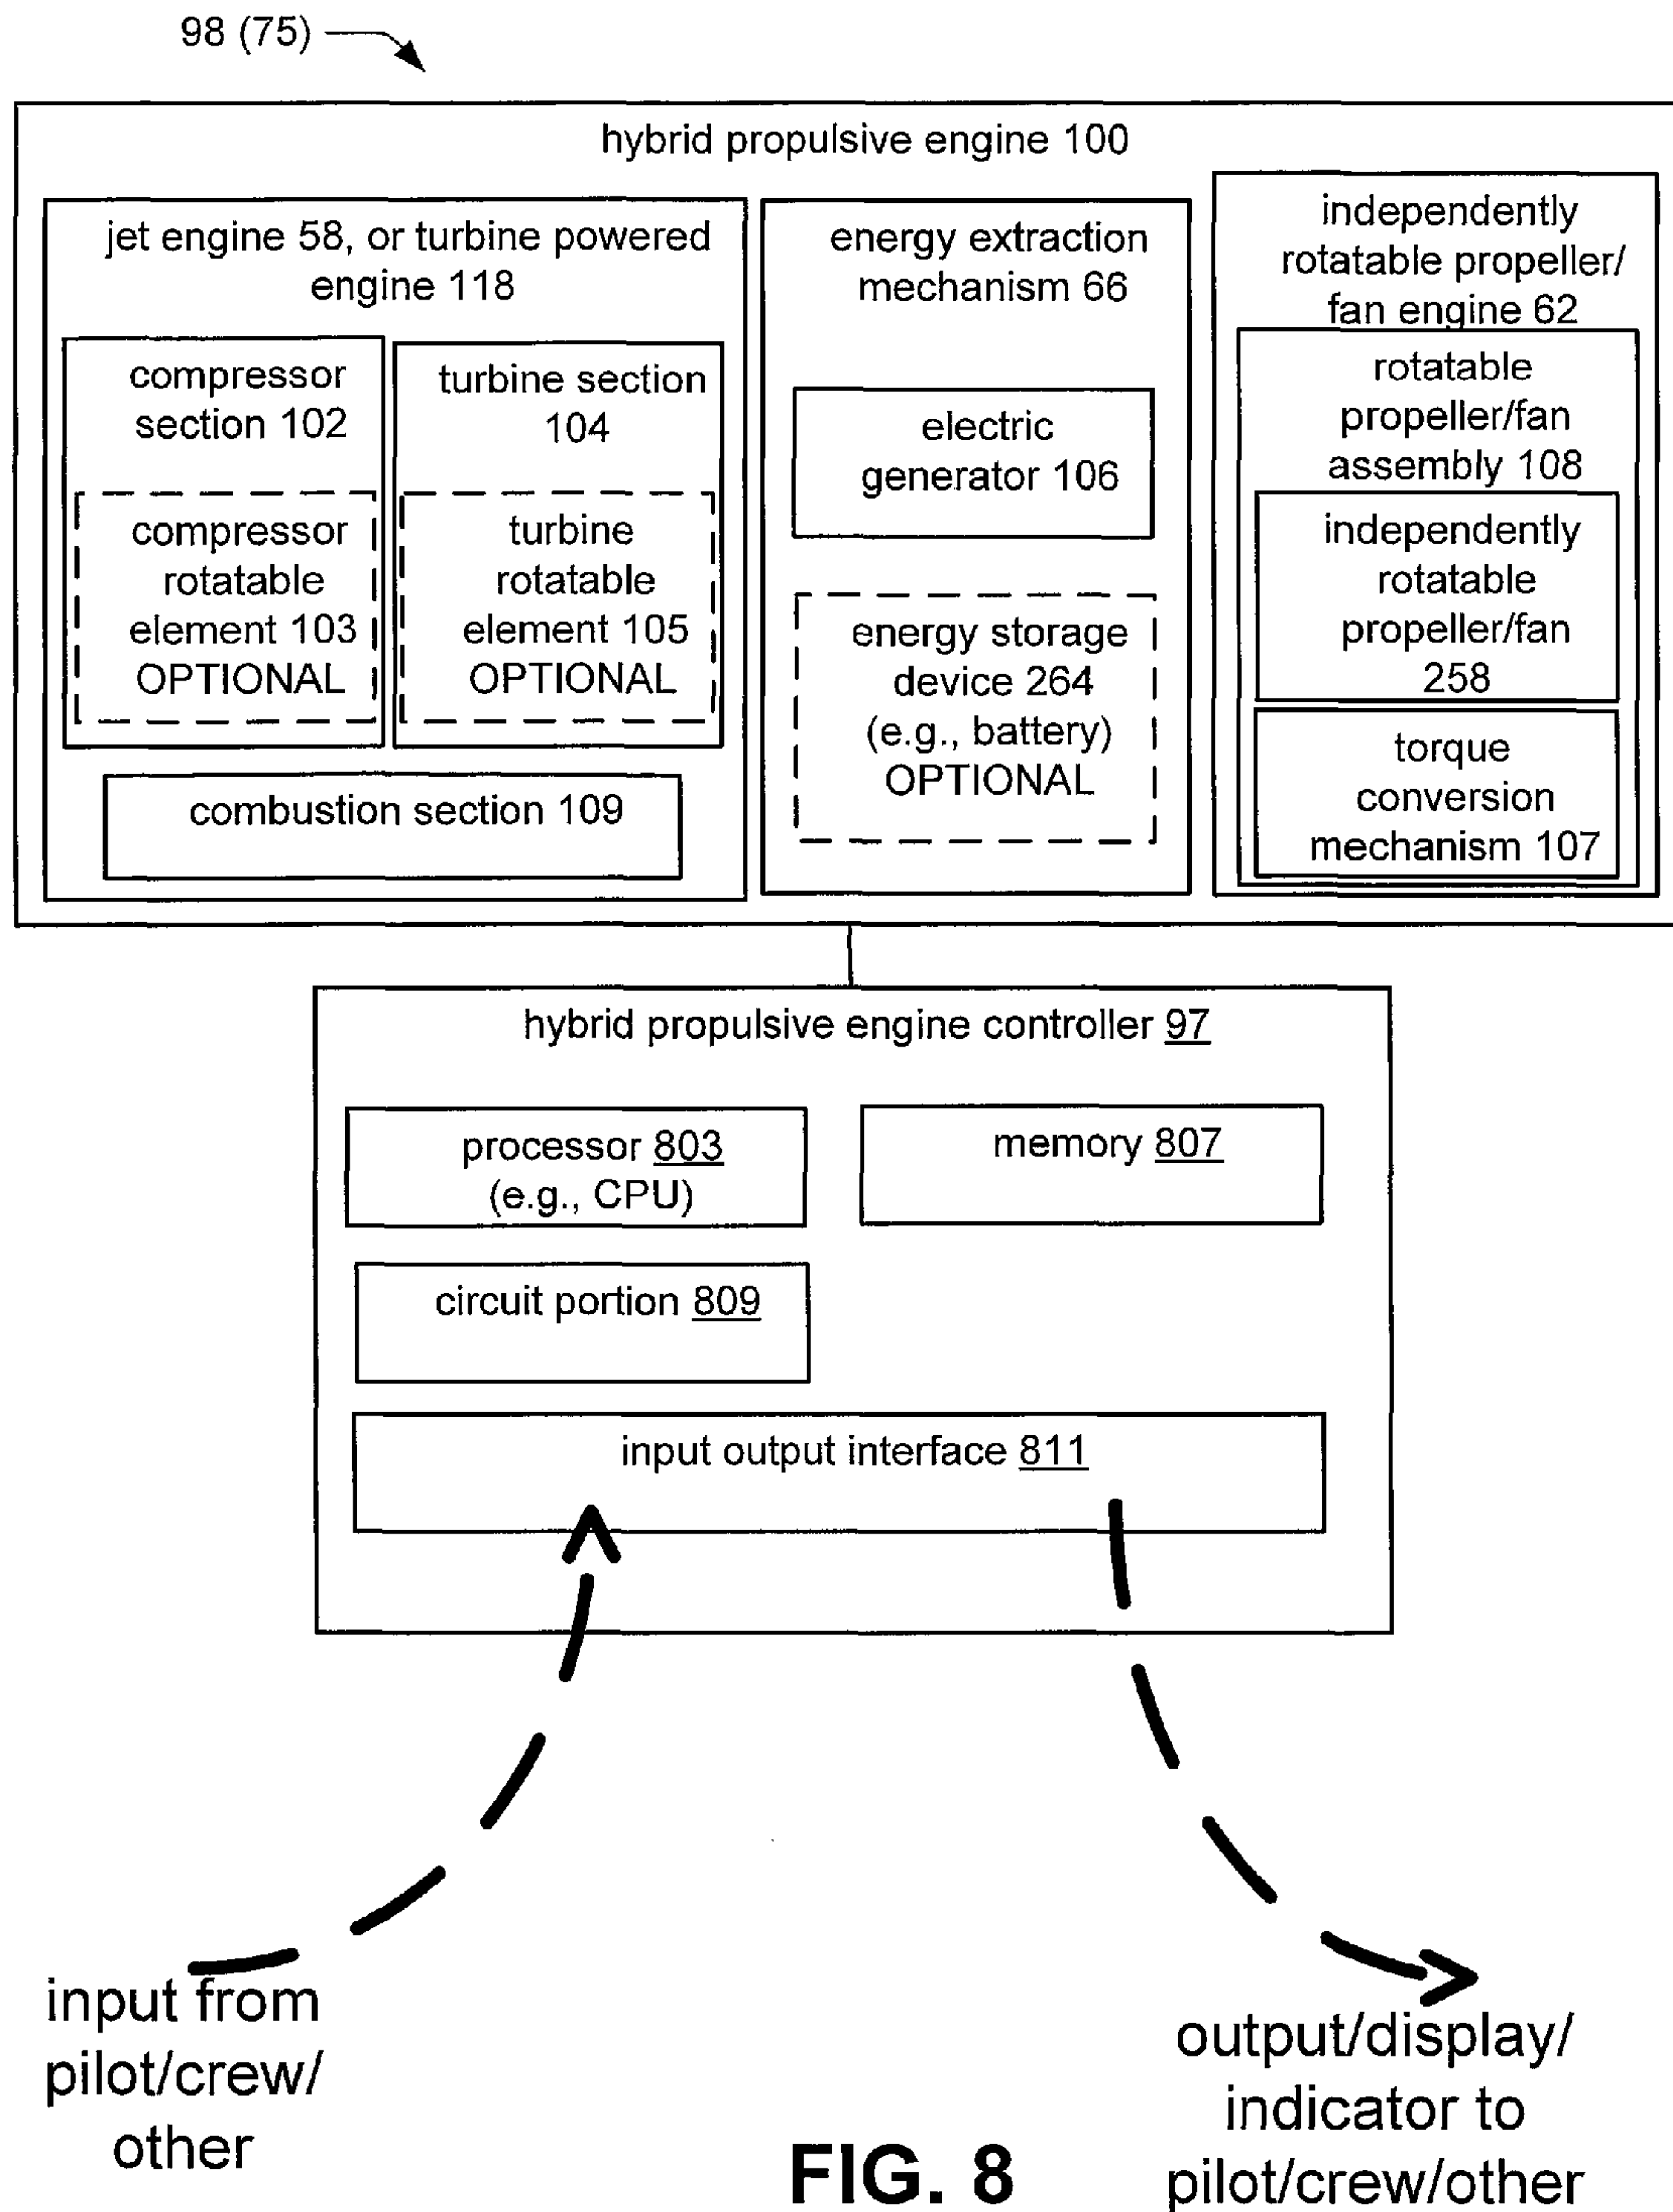 98 (75)
hybrid propulsive engine 100
jet engine 58, or turbine powered
engine 118
compressor
section 102
compressor
rotatable
element 103
OPTIONAL
turbine section
104
turbine
rotatable
element 105
OPTIONAL
combustion section 109
energy extraction
mechanism 66
electric
generator 106
energy storage
device 264
(e.g., battery)
OPTIONAL
independently
rotatable propeller/
fan engine 62
rotatable
propeller/fan
assembly 108
independently
rotatable
propeller/fan
258
torque
conversion
mechanism 107
hybrid propulsive engine controller 97
processor 803
(e.g., CPU)
memory 807
circuit portion 809
input output interface 811
input from
pilot/crew/
other
output/display/
indicator to
pilot/crew/other
FIG. 8